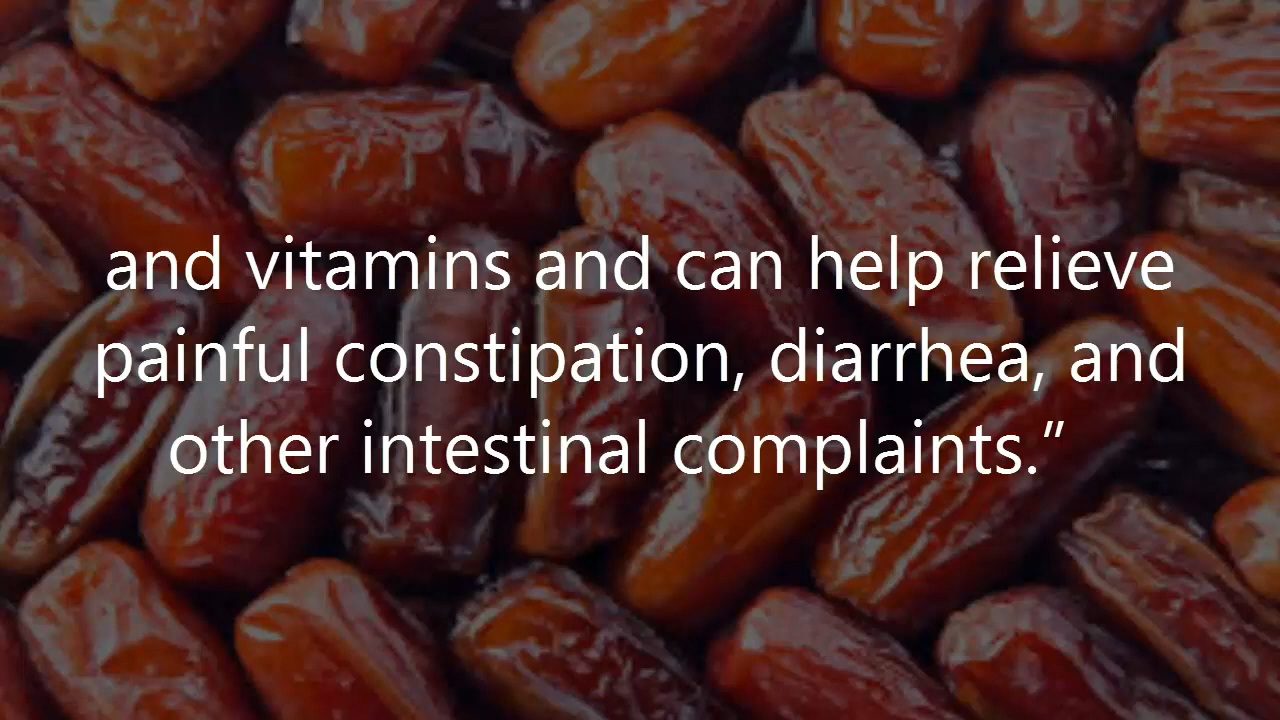 and vitamins and can help relieve
painful constipation, diarrhea, and
other intestinal complaints.”